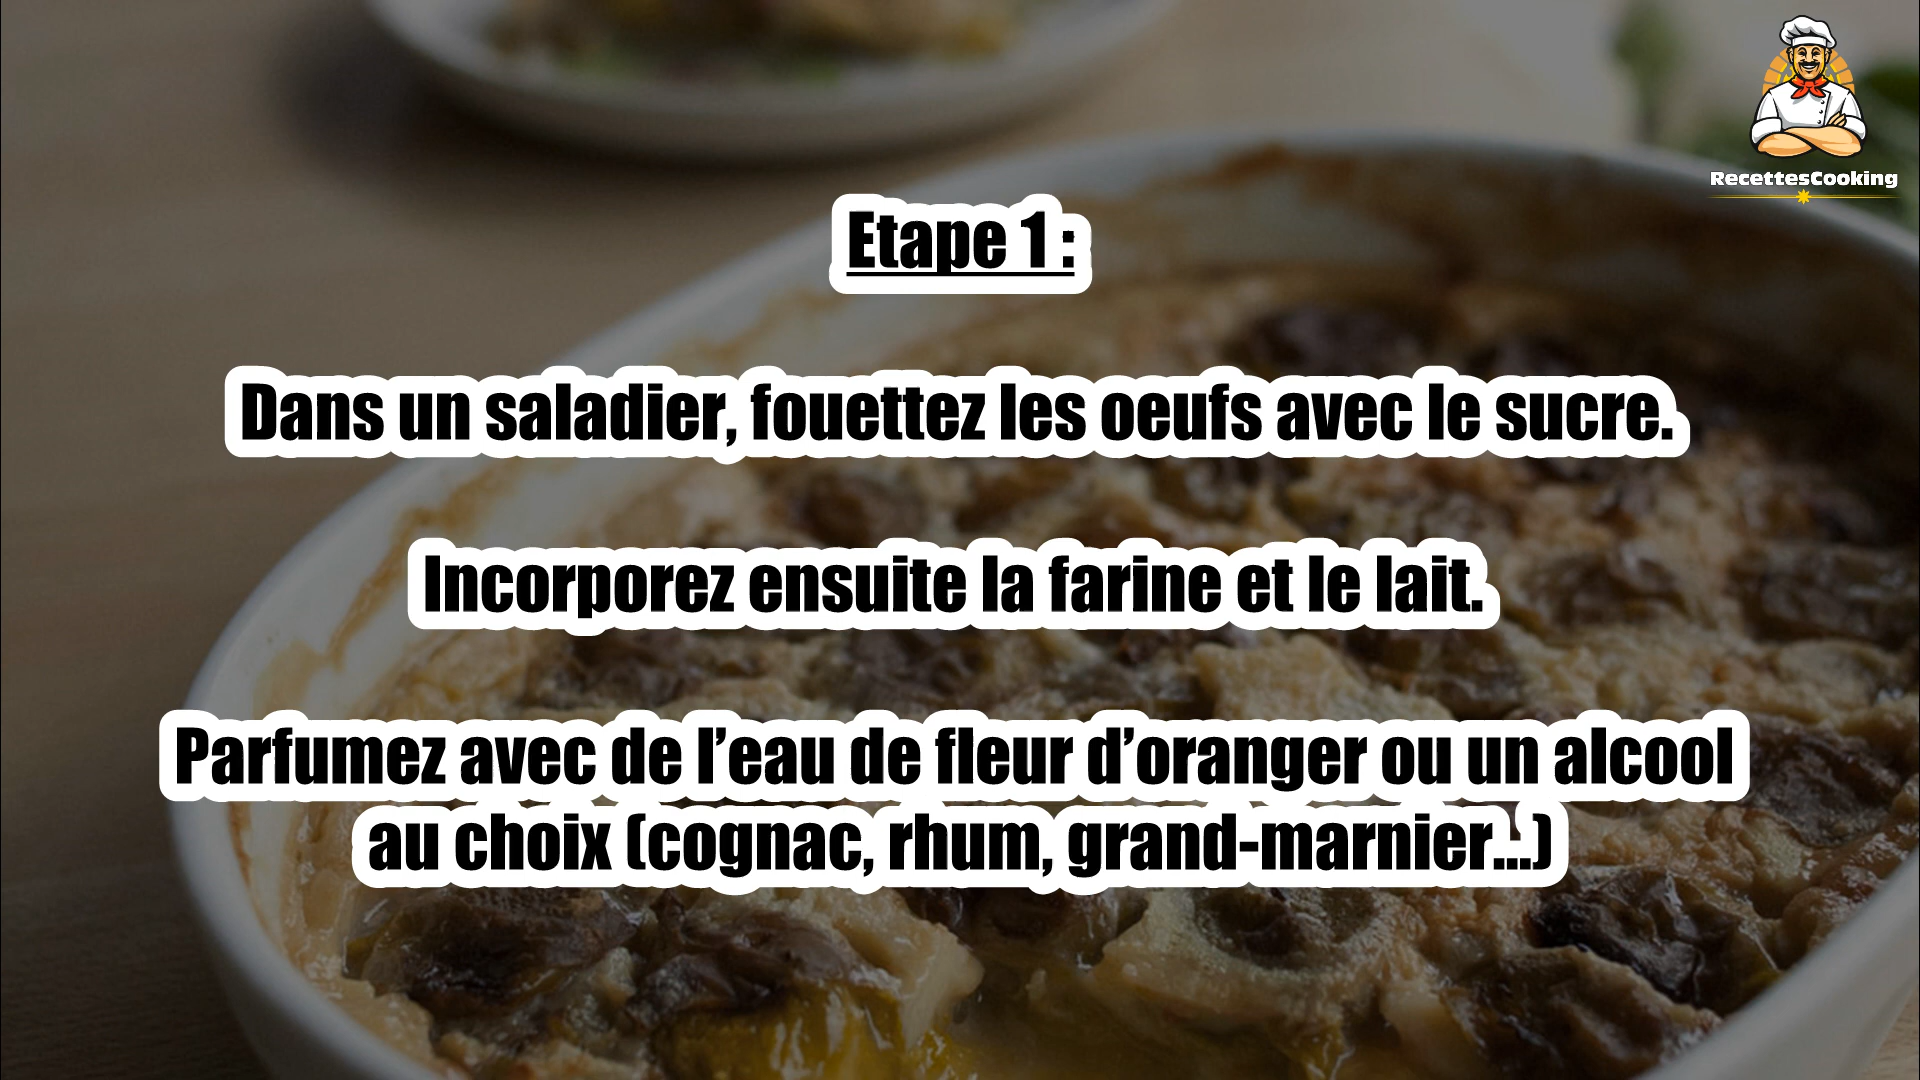 RecettesCooking
Etape 1 :
Dans un saladier, fouettez les oeufs avec le sucre.
Incorporez ensuite la farine et le lait.
Parfumez avec de l’eau de fleur d’oranger ou un alcool
au choix (cognac, rhum, grand-marnier...)